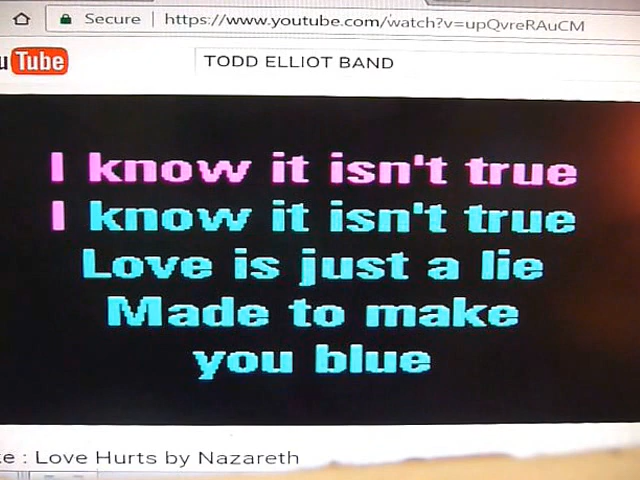 Secure | https://www.youtube.com/watch?v=upQvreRAuCM
uTube TODD ELLIOT BAND
I know it isn't true
I know it isn't true
Love is just a lie
Made to make
you blue
ke : Love Hurts by Nazareth